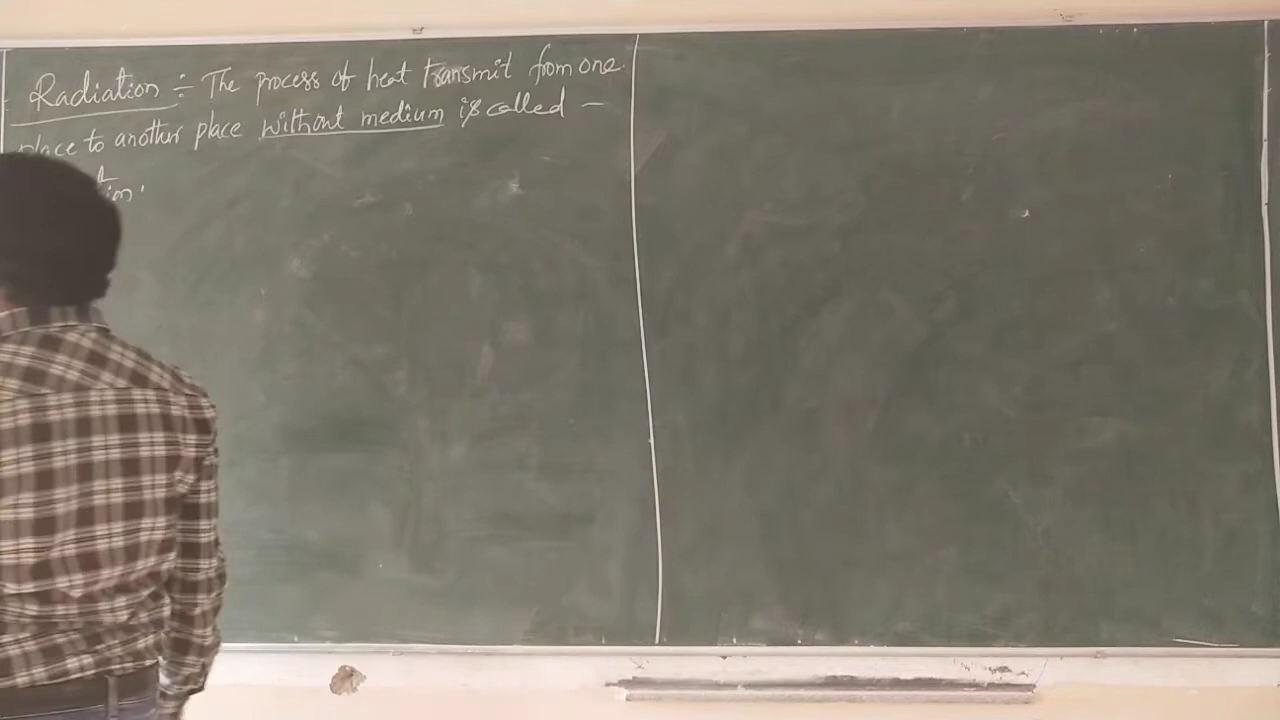 Radiation ÷ The process of heat transmit from one
place to another place without medium is called –